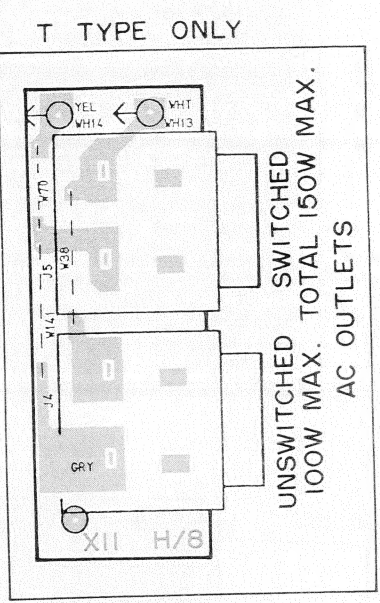 T TYPE ONLY
YEL
WH14
WHT
WH13
W70
J5
W38
W141
J4
GRY
XII H/8
UNSWITCHED SWITCHED
100W MAX. TOTAL 150W MAX.
AC OUTLETS